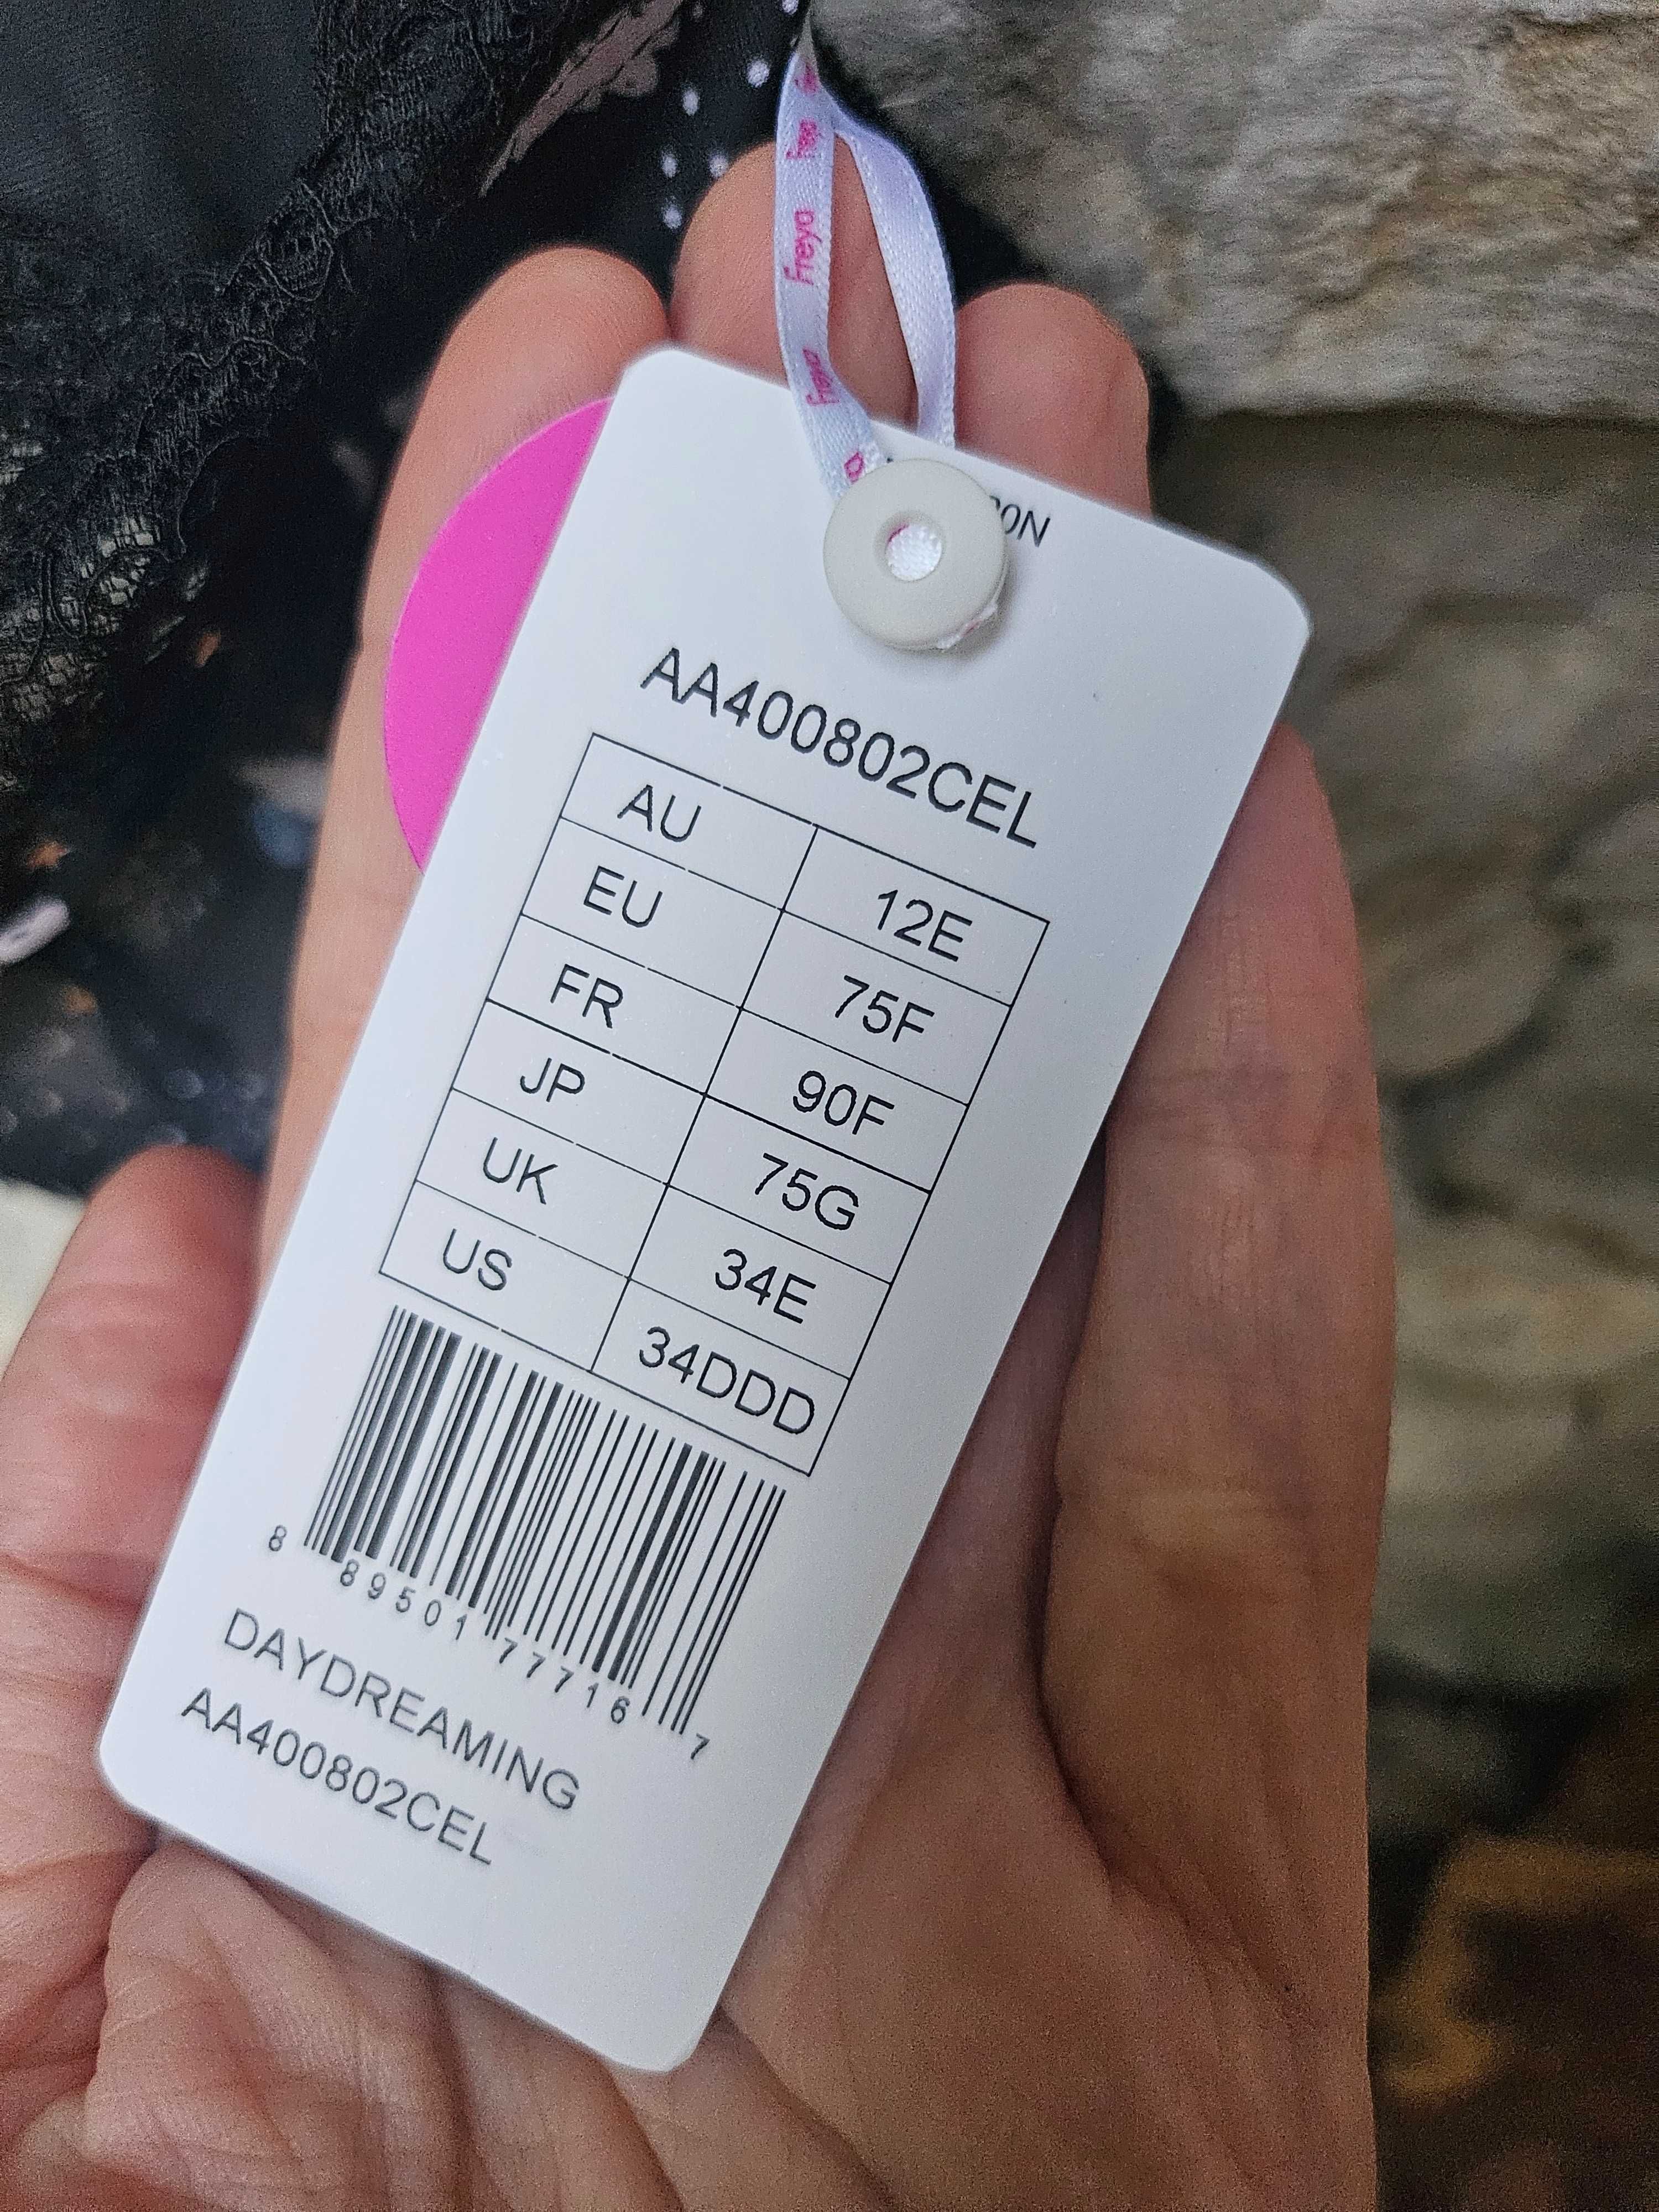 Freya
Freya
AA400802CEL
AU 12E
EU 75F
FR 90F
JP 75G
UK 34E
US 34DDD
8 89501 77716 7
DAYDREAMING
AA400802CEL